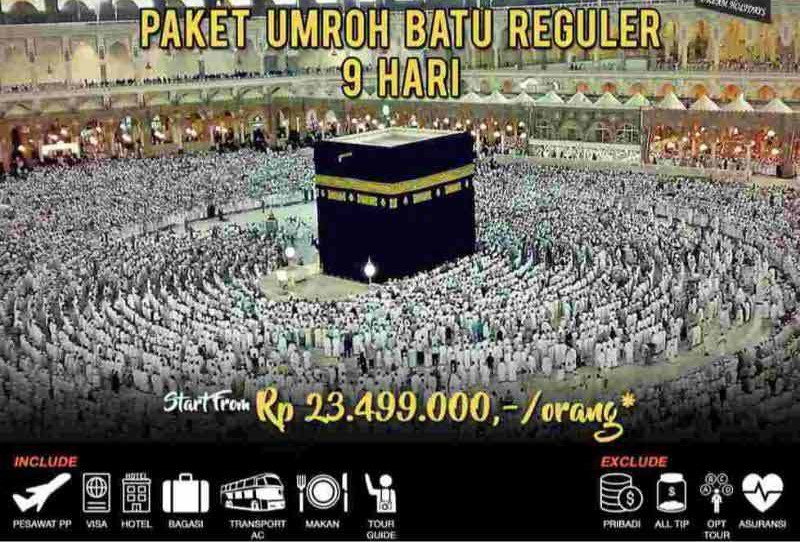 PAKET UMROH BATU REGULER
9 HARI
Start From Rp 23.499.000,-/orang*
INCLUDE
PESAWAT PP
VISA
HOTEL
HOTEL
BAGASI
TRANSPORT AC
MAKAN
TOUR GUIDE
EXCLUDE
PRIBADI
ALL TIP
OPT TOUR
ASURANSI